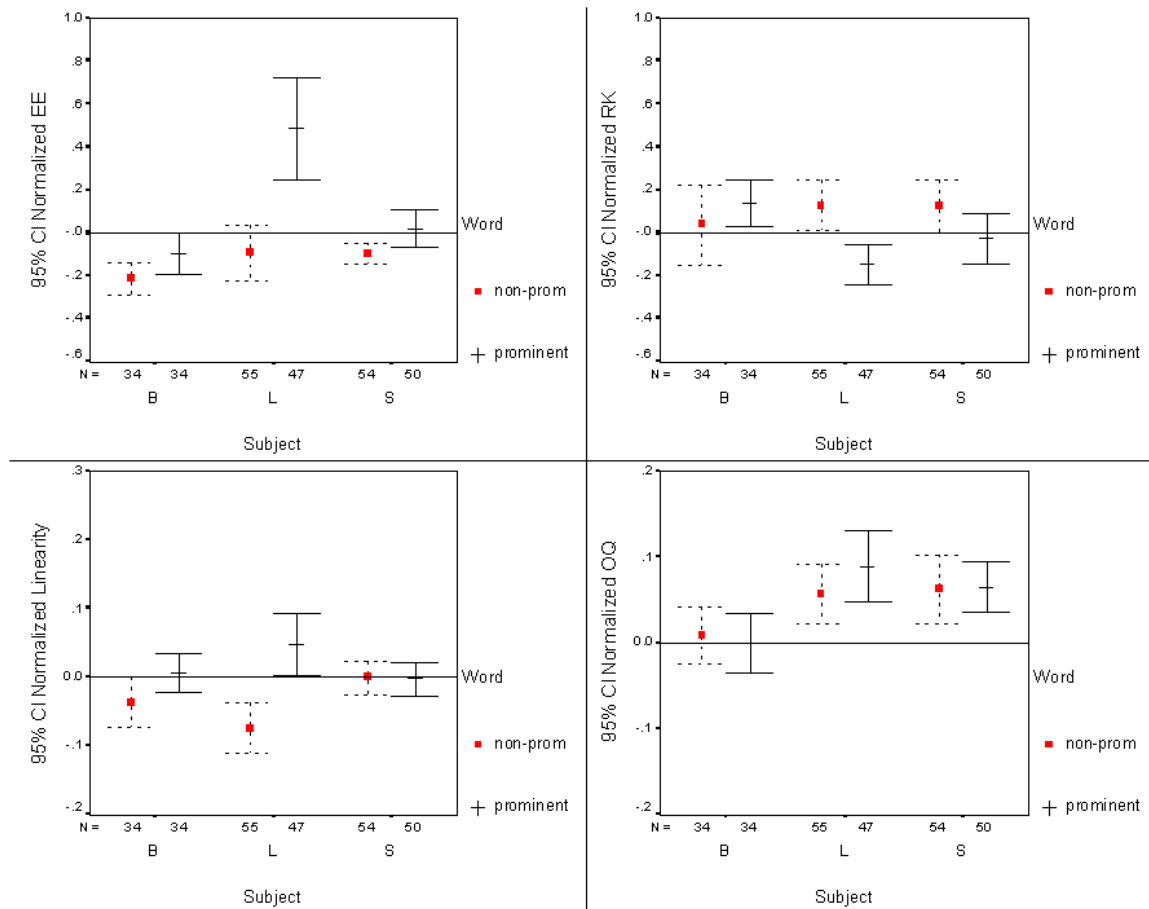 95% CI Normalized EE
1.0
.8
.6
.4
.2
-.0
-.2
-.4
-.6
N = 34 34 55 47 54 50
B L S
Subject
Word
non-prom
prominent
95% CI Normalized RK
1.0
.8
.6
.4
.2
-.0
-.2
-.4
-.6
N = 34 34 55 47 54 50
B L S
Subject
Word
non-prom
prominent
95% CI Normalized Linearity
.3
.2
.1
0.0
-.1
-.2
N = 34 34 55 47 54 50
B L S
Subject
Word
non-prom
prominent
95% CI Normalized OQ
.2
.1
0.0
-.1
-.2
N = 34 34 55 47 54 50
B L S
Subject
Word
non-prom
prominent